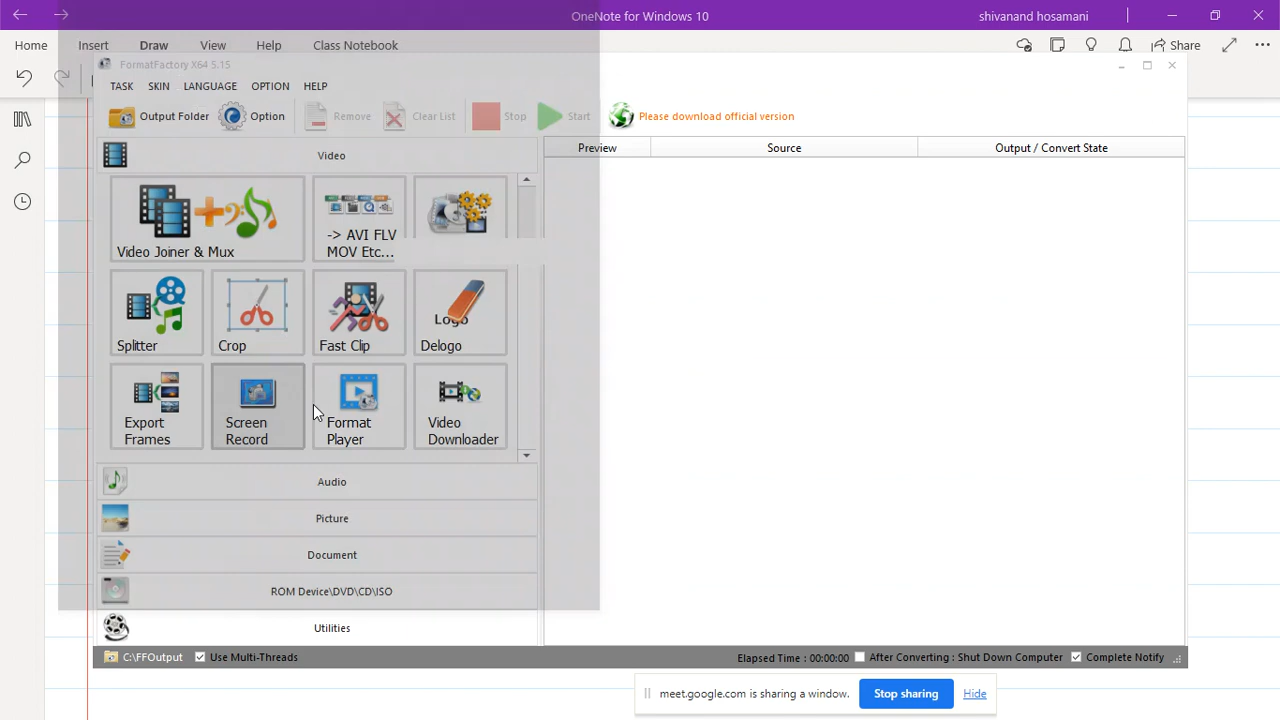 OneNote for Windows 10
shivanand hosamani
Home
Insert
Draw
View
Help
Class Notebook
Share
FormatFactory X64 5.15
TASK
SKIN
LANGUAGE
OPTION
HELP
Output Folder
Option
Remove
Clear List
Stop
Start
Please download official version
Video
Preview
Source
Output / Convert State
Video Joiner & Mux
-> AVI FLV
MOV Etc...
Splitter
Crop
Fast Clip
Logo
Delogo
Export
Frames
Screen
Record
Format
Player
Video
Downloader
Audio
Picture
Document
ROM Device\DVD\CD\ISO
Utilities
C:\FFOutput
Use Multi-Threads
Elapsed Time : 00:00:00
After Converting : Shut Down Computer
Complete Notify
meet.google.com is sharing a window.
Stop sharing
Hide